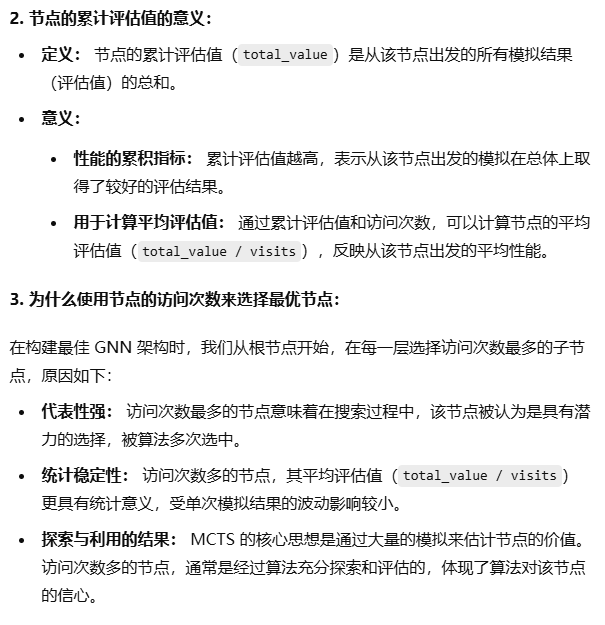 2. 节点的累计评估值的意义：
• 定义： 节点的累计评估值（total_value）是从该节点出发的所有模拟结果
（评估值）的总和。
• 意义：
• 性能的累积指标： 累计评估值越高，表示从该节点出发的模拟在总体上取
得了较好的评估结果。
• 用于计算平均评估值： 通过累计评估值和访问次数，可以计算节点的平均
评估值（total_value / visits），反映从该节点出发的平均性能。
3. 为什么使用节点的访问次数来选择最优节点：
在构建最佳 GNN 架构时，我们从根节点开始，在每一层选择访问次数最多的子节
点，原因如下：
• 代表性强： 访问次数最多的节点意味着在搜索过程中，该节点被认为是具有潜
力的选择，被算法多次选中。
• 统计稳定性： 访问次数多的节点，其平均评估值（total_value / visits）
更具有统计意义，受单次模拟结果的波动影响较小。
• 探索与利用的结果： MCTS 的核心思想是通过大量的模拟来估计节点的价值。
访问次数多的节点，通常是经过算法充分探索和评估的，体现了算法对该节点
的信心。